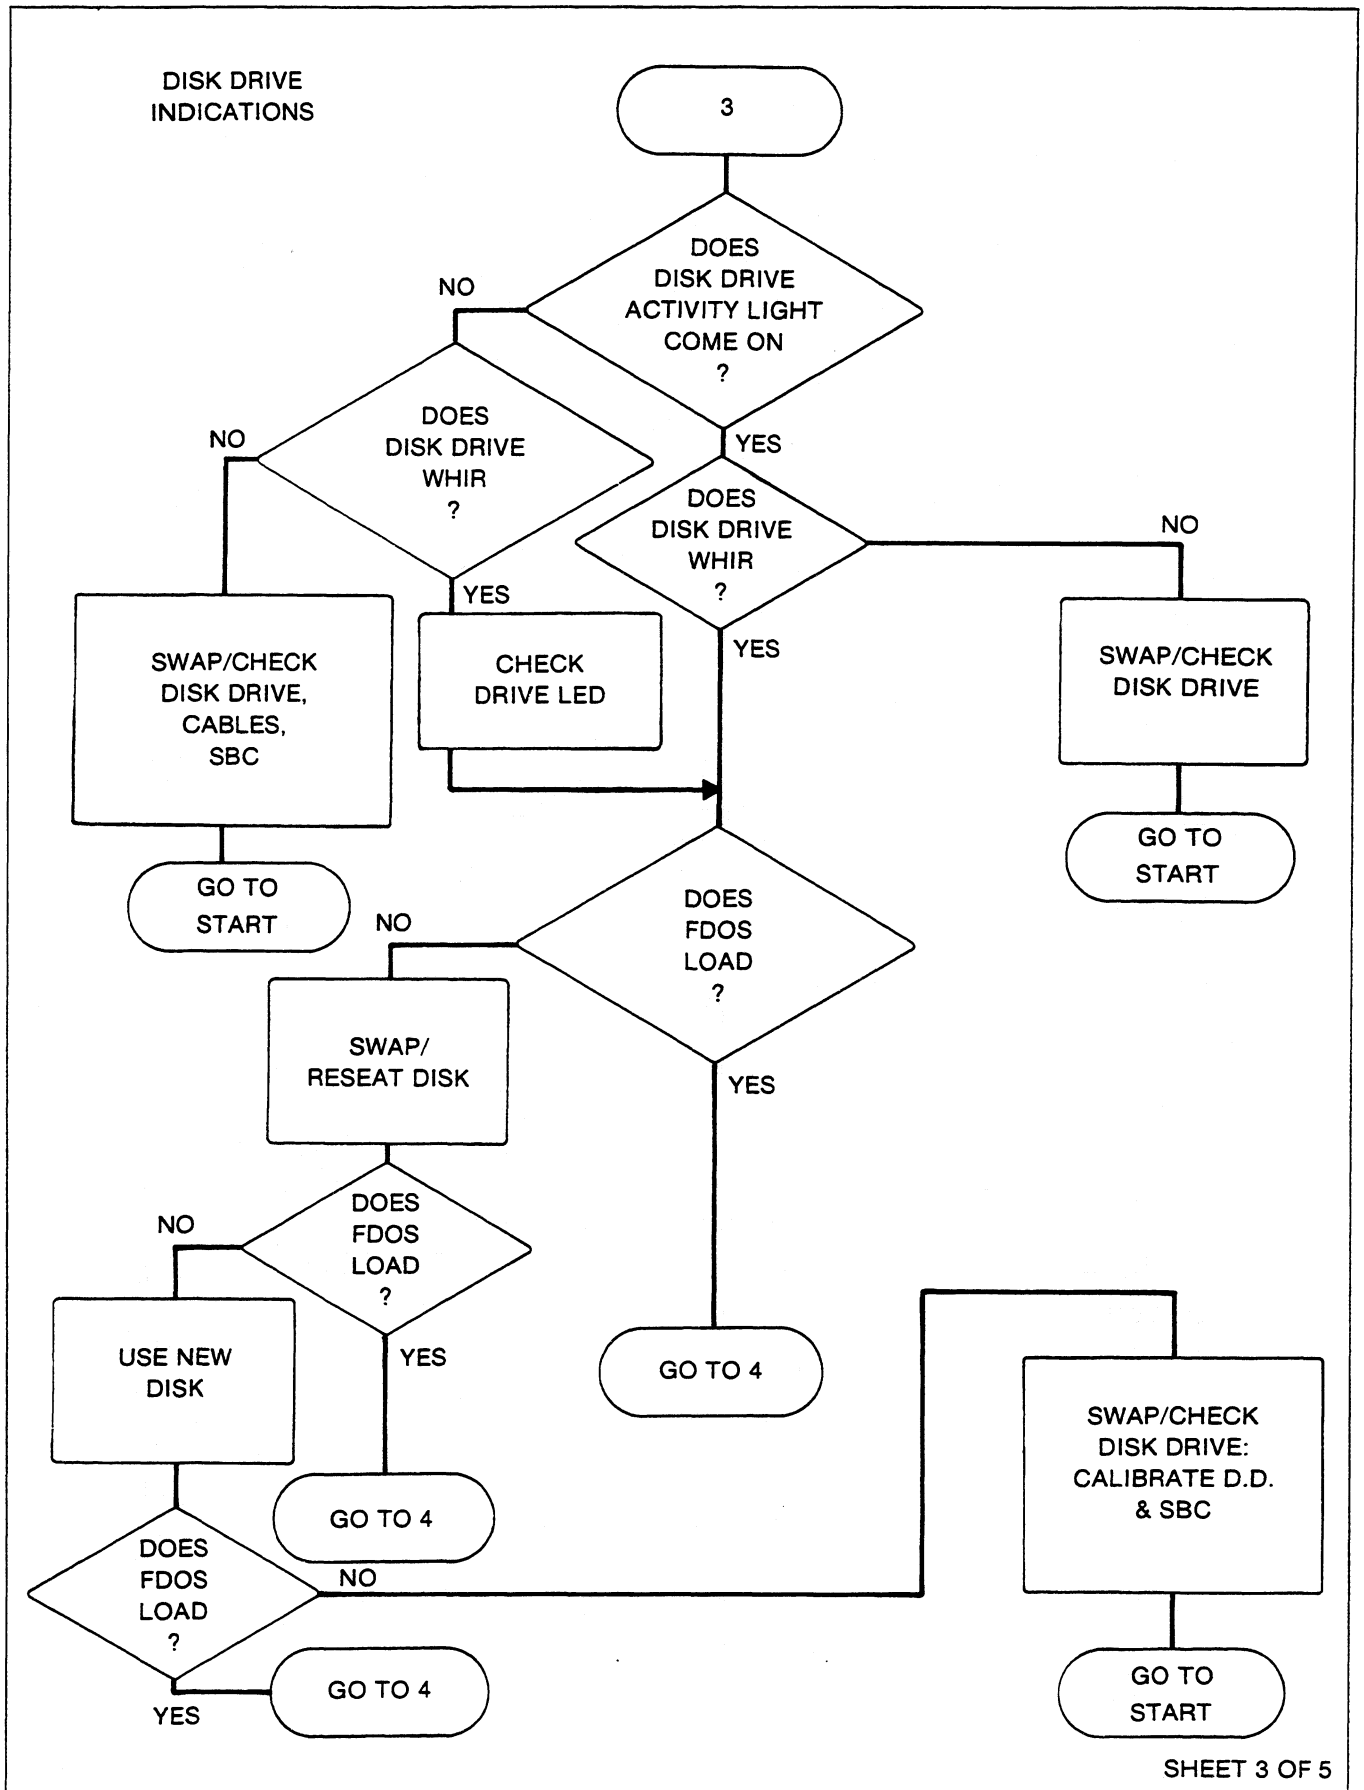 DISK DRIVE
INDICATIONS
3
DOES
DISK DRIVE
ACTIVITY LIGHT
COME ON
?
NO
YES
DOES
DISK DRIVE
WHIR
?
NO
YES
DOES
DISK DRIVE
WHIR
?
NO
YES
SWAP/CHECK
DISK DRIVE,
CABLES,
SBC
CHECK
DRIVE LED
SWAP/CHECK
DISK DRIVE
GO TO
START
GO TO
START
DOES
FDOS
LOAD
?
NO
YES
SWAP/
RESEAT DISK
DOES
FDOS
LOAD
?
NO
YES
USE NEW
DISK
GO TO 4
GO TO 4
SWAP/CHECK
DISK DRIVE:
CALIBRATE D.D.
& SBC
DOES
FDOS
LOAD
?
NO
YES
GO TO 4
GO TO
START
SHEET 3 OF 5